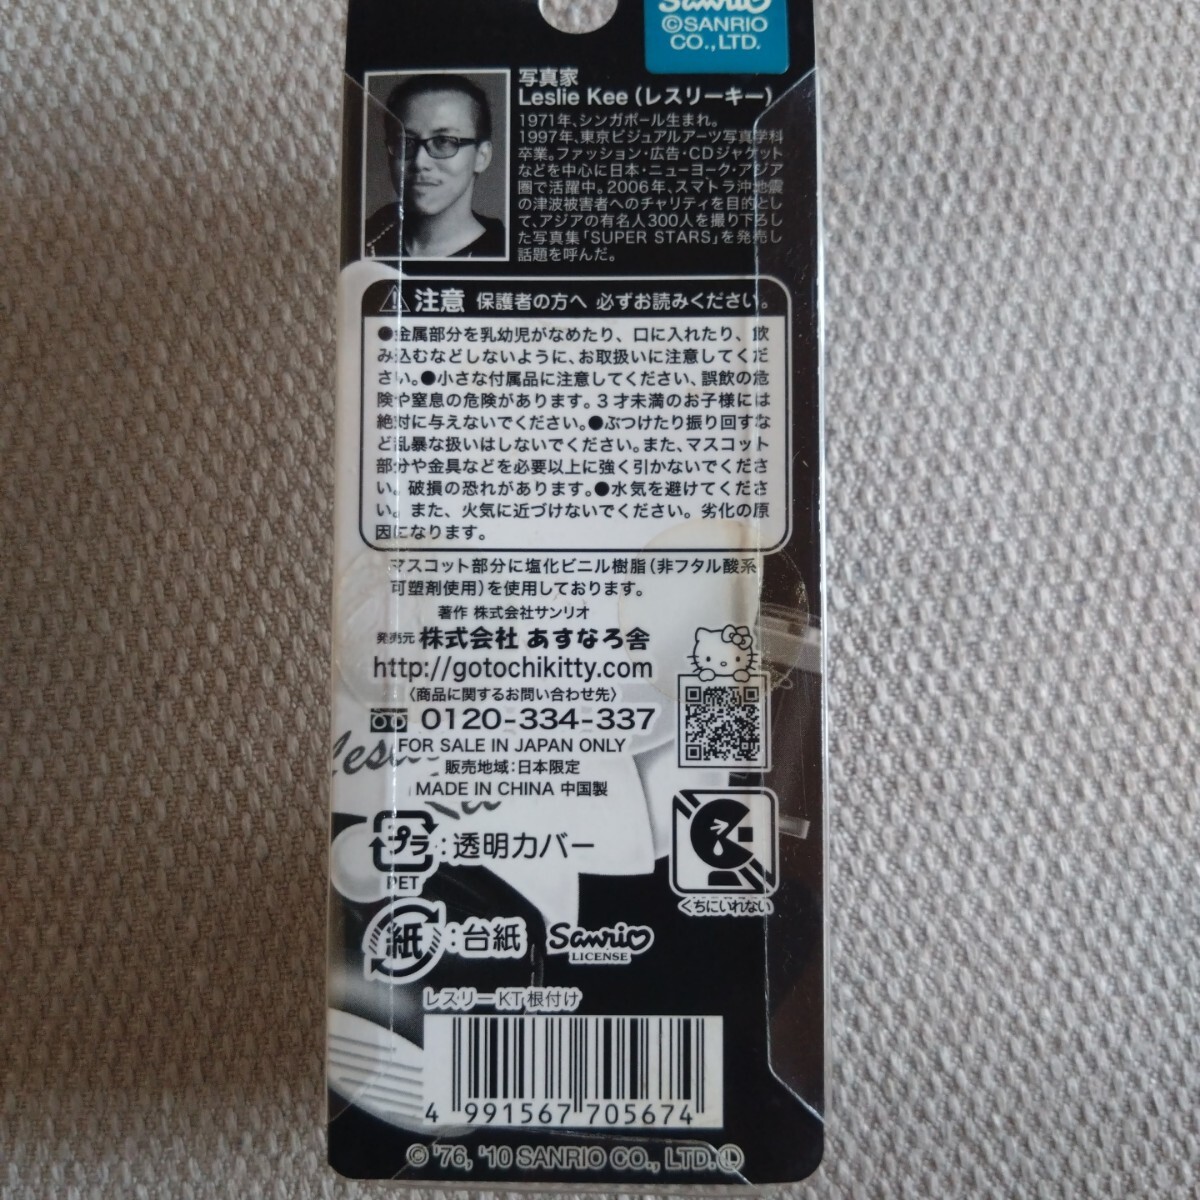 Sanrio
©SANRIO
CO.,LTD.
写真家
Leslie Kee (レスリーキー)
1971年、シンガポール生まれ。
1997年、東京ビジュアルアーツ写真学科
卒業。ファッション・広告・CDジャケット
などを中心に日本・ニューヨーク・アジア
圏で活躍中。2006年、スマトラ沖地震
の津波被害者へのチャリティを目的とし
て、アジアの有名人300人を撮り下ろし
た写真集「SUPER STARS」を発売し
話題を呼んだ。
注意 保護者の方へ 必ずお読みください。
●金属部分を乳幼児がなめたり、口に入れたり、飲
み込むなどしないように、お取扱いに注意してくだ
さい。●小さな付属品に注意してください、誤飲の危
険や窒息の危険があります。3才未満のお子様には
絶対に与えないでください。●ぶつけたり振り回すな
ど乱暴な扱いはしないでください。また、マスコット
部分や金具などを必要以上に強く引かないでくださ
い。破損の恐れがあります。●水気を避けてくださ
い。また、火気に近づけないでください。劣化の原
因になります。
マスコット部分に塩化ビニル樹脂(非フタル酸系
可塑剤使用)を使用しております。
著作 株式会社サンリオ
発売元 株式会社 あすなろ舎
http://gotochikitty.com
〈商品に関するお問い合わせ先〉
0120-334-337
FOR SALE IN JAPAN ONLY
販売地域:日本限定
MADE IN CHINA 中国製
プラ:透明カバー
PET
くちにいれない
紙:台紙
Sanrio
LICENSE
レスリーKT根付け
4 991567 705674
© '76, '10 SANRIO CO., LTD. Ⓛ